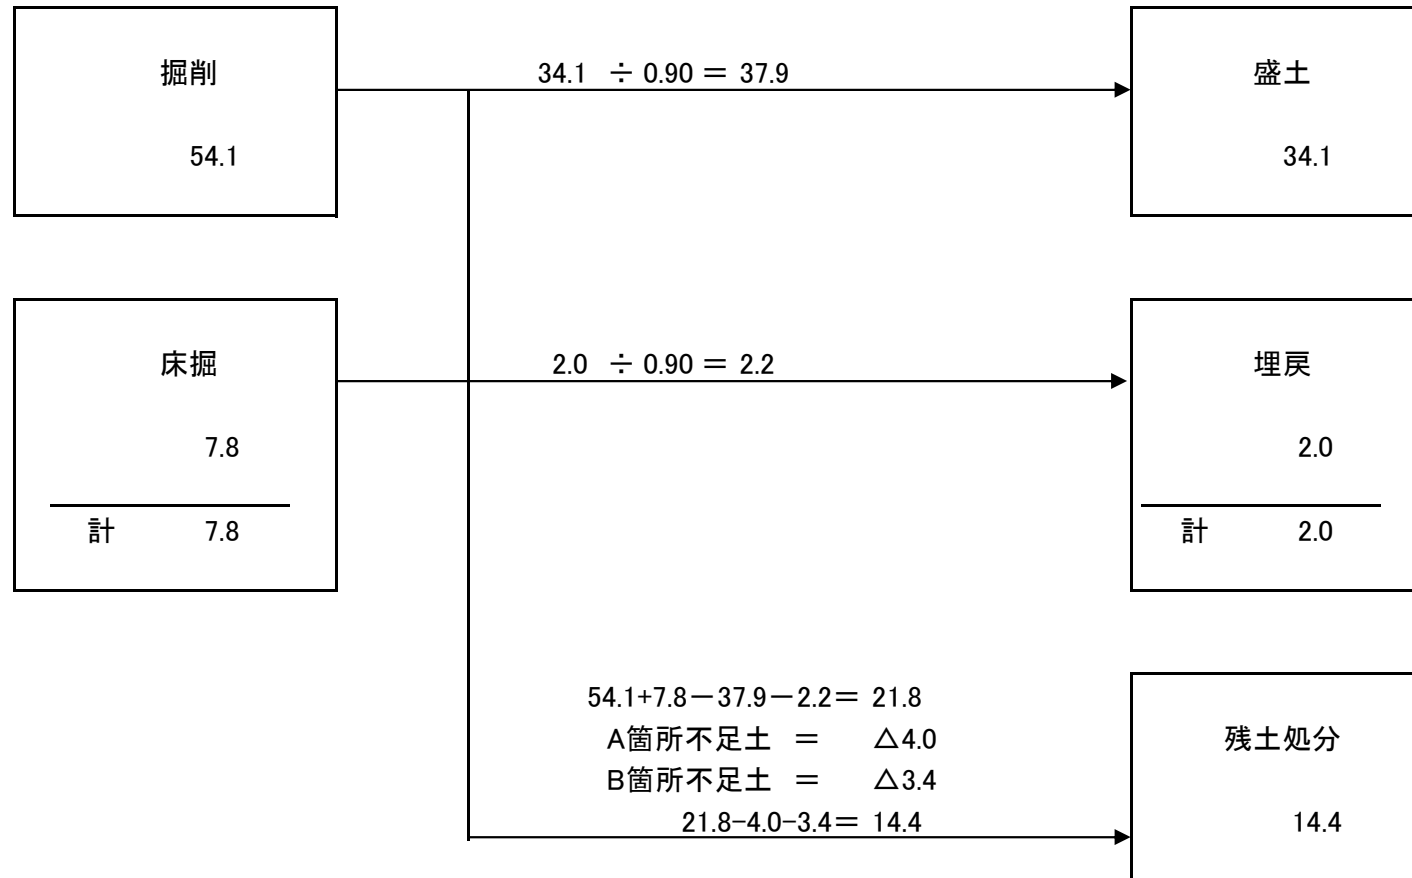 掘削
34.1 ÷ 0.90 ＝ 37.9
盛土
54.1
34.1
床掘
2.0 ÷ 0.90 ＝ 2.2
埋戻
7.8
2.0
計 7.8
計 2.0
54.1+7.8－37.9－2.2＝ 21.8
A箇所不足土 ＝ △4.0
残土処分
B箇所不足土 ＝ △3.4
21.8-4.0-3.4＝ 14.4
14.4